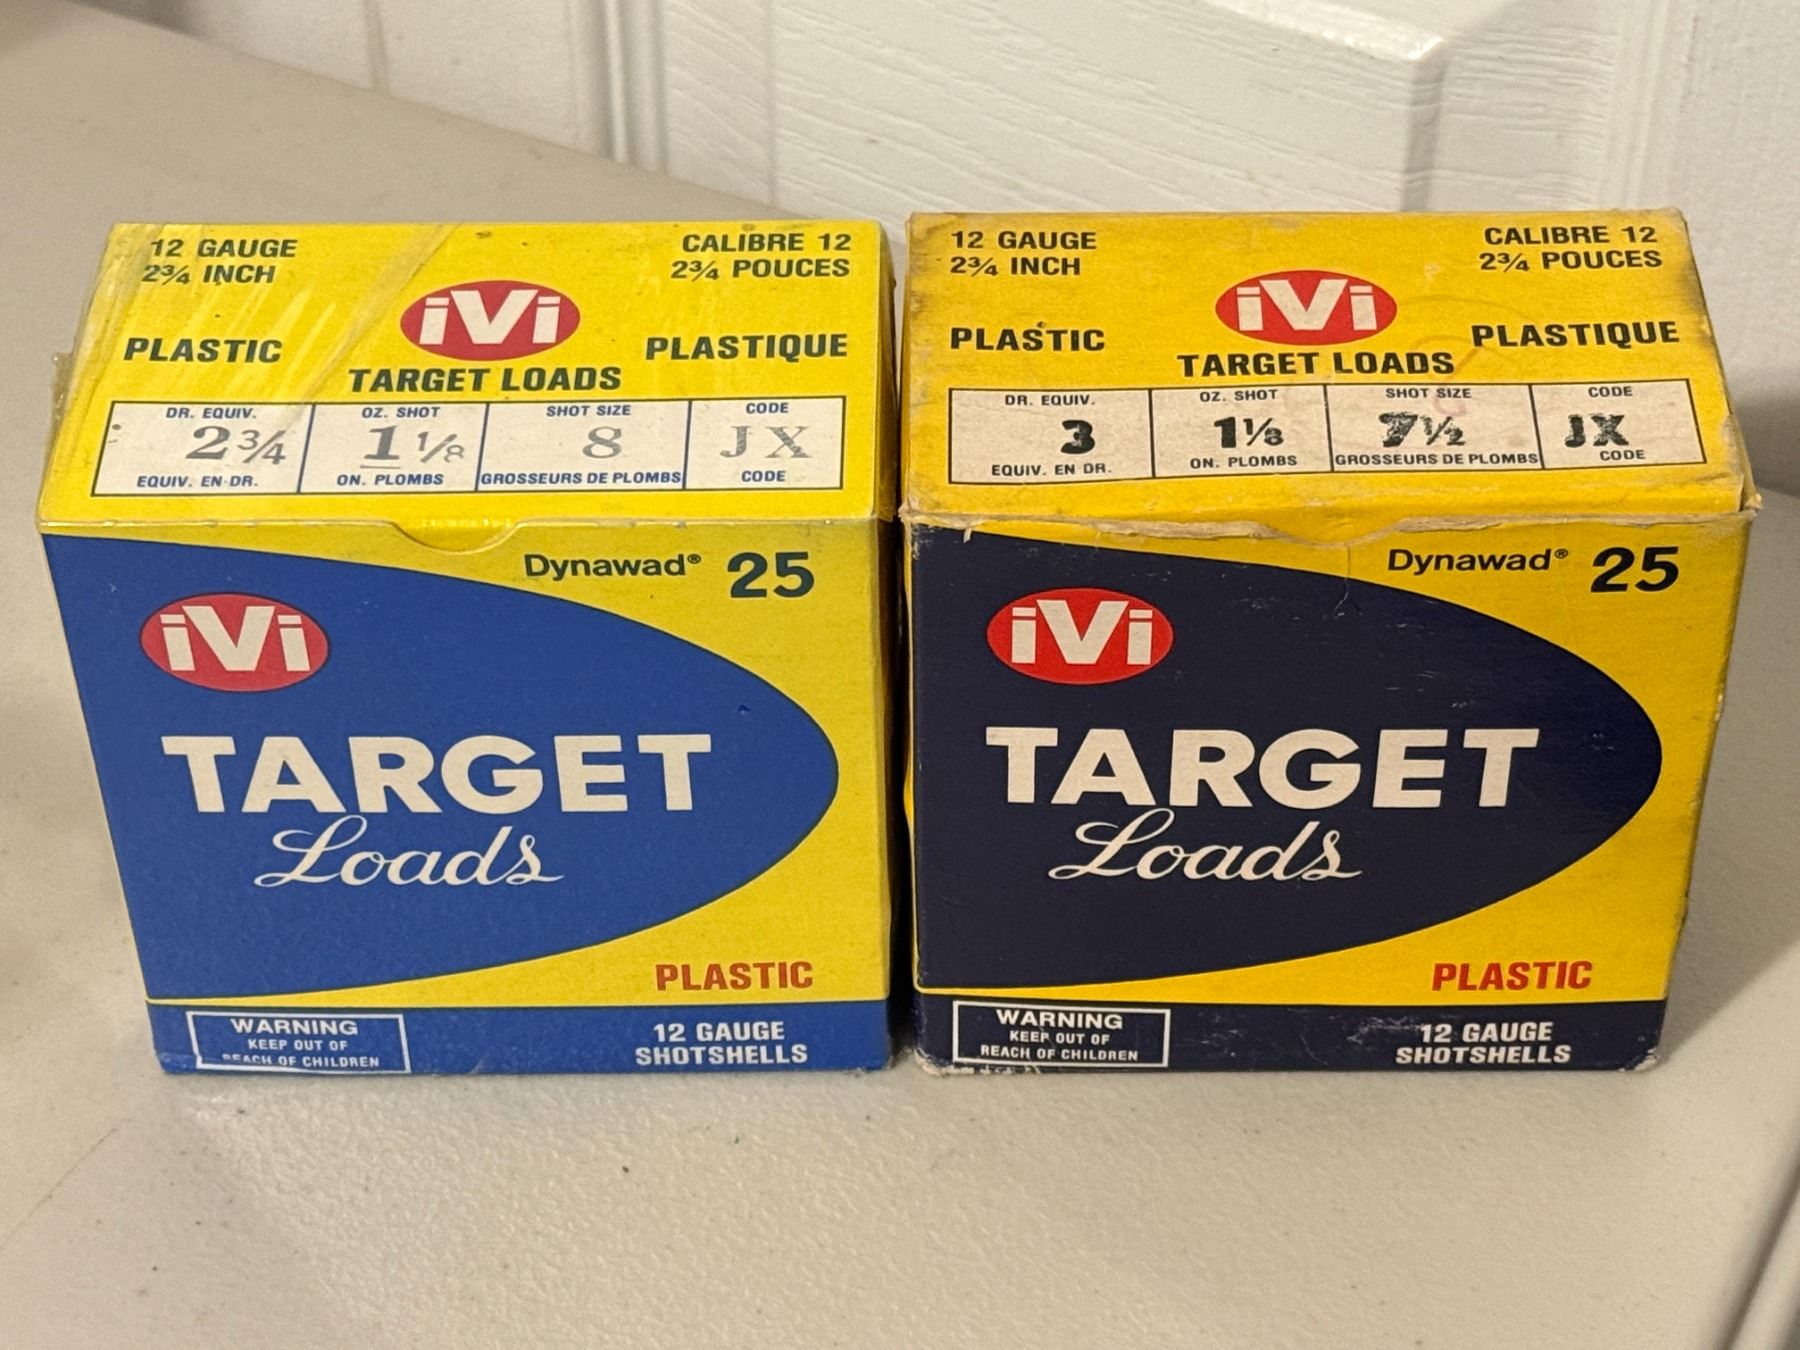 12 GAUGE
2¾ INCH
CALIBRE 12
2¾ POUCES
iVi
PLASTIC
PLASTIQUE
TARGET LOADS
DR. EQUIV. OZ. SHOT SHOT SIZE CODE
2¾ 1⅛ 8 JX
EQUIV. EN DR. ON. PLOMBS GROSSEURS DE PLOMBS CODE
Dynawad® 25
iVi
TARGET
Loads
PLASTIC
WARNING
KEEP OUT OF
REACH OF CHILDREN
12 GAUGE
SHOTSHELLS
12 GAUGE
2¾ INCH
CALIBRE 12
2¾ POUCES
iVi
PLASTIC
PLASTIQUE
TARGET LOADS
DR. EQUIV. OZ. SHOT SHOT SIZE CODE
3 1⅛ 7½ JX
EQUIV. EN DR. ON. PLOMBS GROSSEURS DE PLOMBS CODE
Dynawad® 25
iVi
TARGET
Loads
PLASTIC
WARNING
KEEP OUT OF
REACH OF CHILDREN
12 GAUGE
SHOTSHELLS